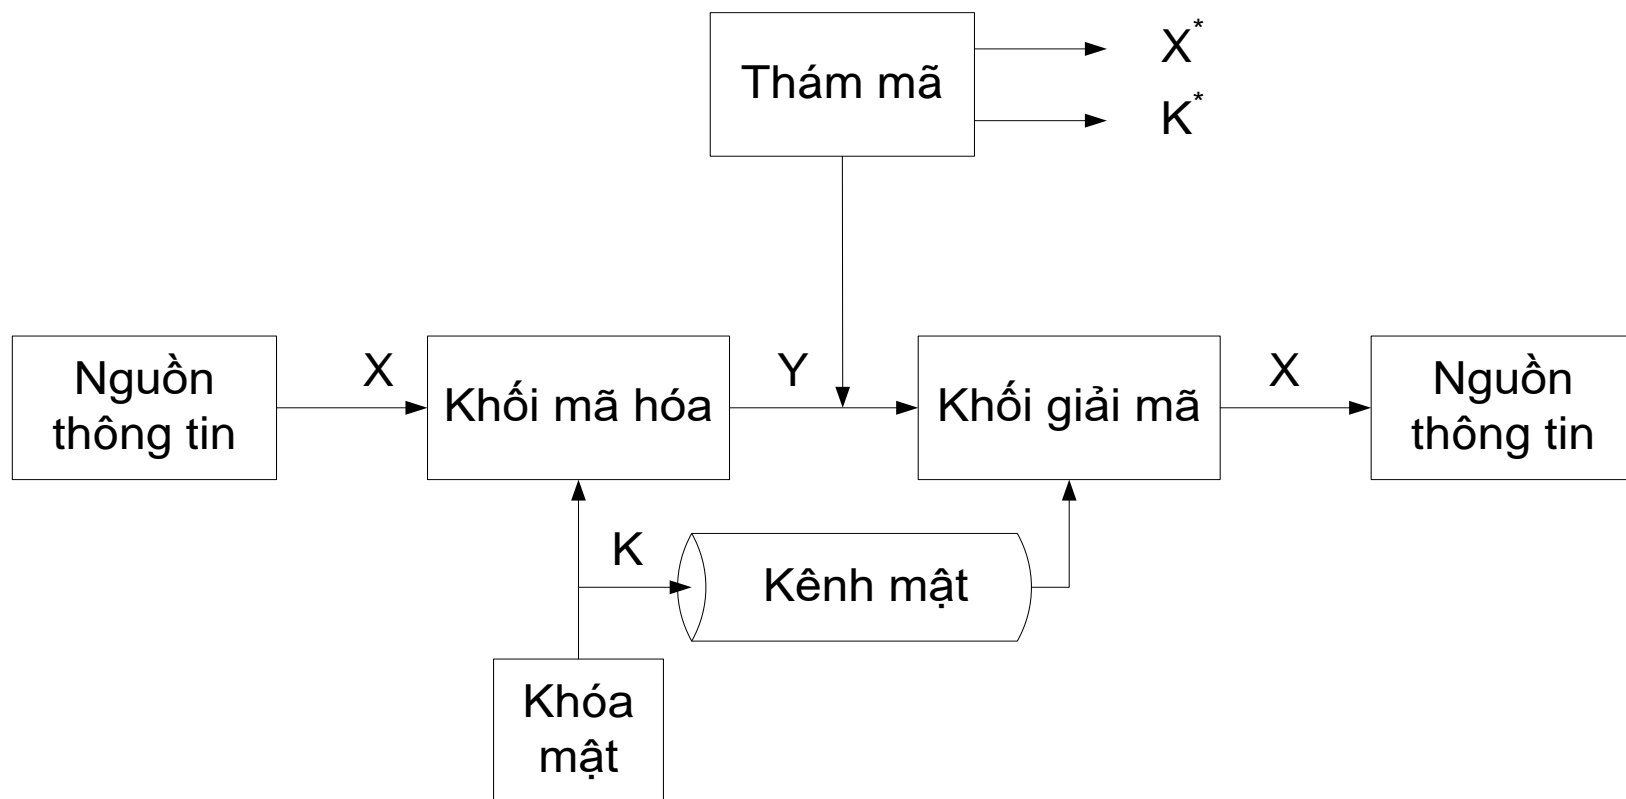 Thám mã
X*
K*
Nguồn
thông tin
X
Khối mã hóa
Y
Khối giải mã
X
Nguồn
thông tin
K
Kênh mật
Khóa
mật